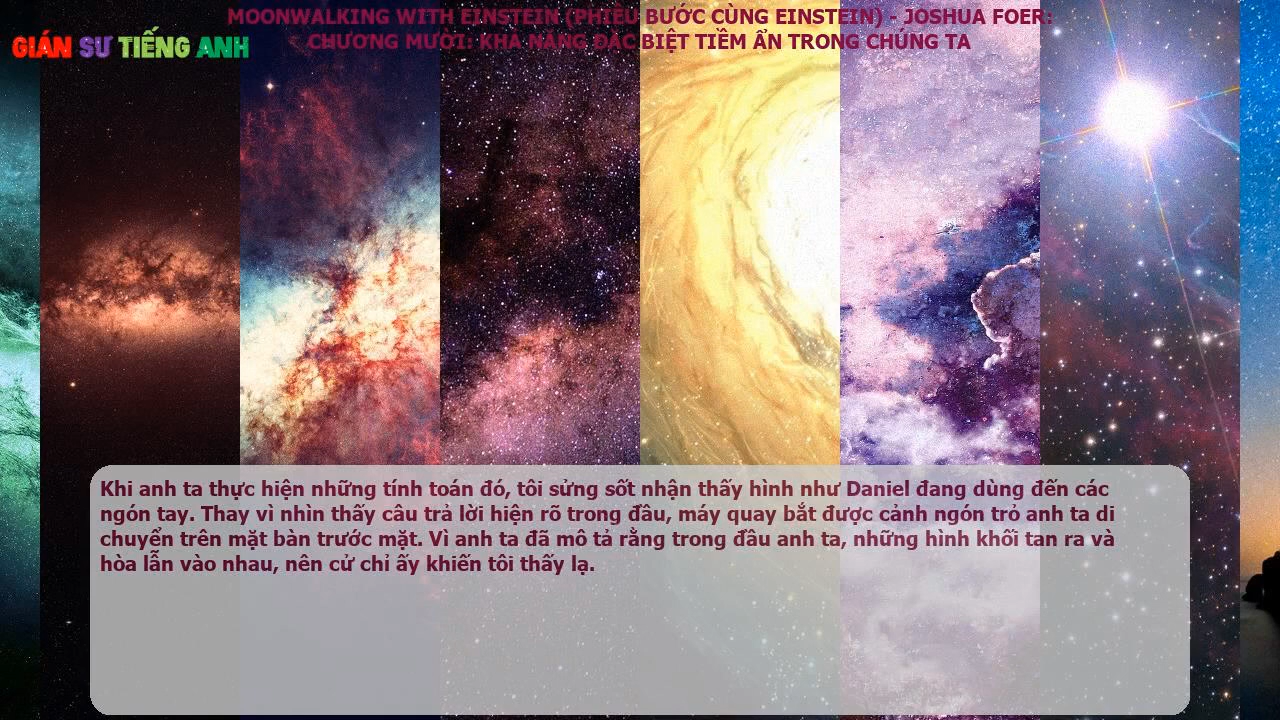 MOONWALKING WITH EINSTEIN (PHIÊU BƯỚC CÙNG EINSTEIN) - JOSHUA FOER:
CHƯƠNG MƯỜI: KHẢ NĂNG ĐẶC BIỆT TIỀM ẨN TRONG CHÚNG TA
GIÁN SƯ TIẾNG ANH
Khi anh ta thực hiện những tính toán đó, tôi sửng sốt nhận thấy hình như Daniel đang dùng đến các
ngón tay. Thay vì nhìn thấy câu trả lời hiện rõ trong đầu, máy quay bắt được cảnh ngón trỏ anh ta di
chuyển trên mặt bàn trước mặt. Vì anh ta đã mô tả rằng trong đầu anh ta, những hình khối tan ra và
hòa lẫn vào nhau, nên cử chỉ ấy khiến tôi thấy lạ.